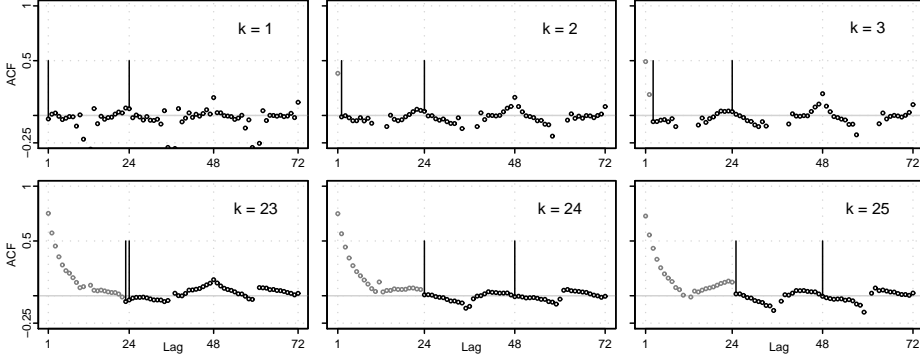 k = 1
k = 2
k = 3
ACF
1
0.5
−0.25
1
24
48
72
1
24
48
72
1
24
48
72
k = 23
k = 24
k = 25
ACF
1
0.5
−0.25
1
24
48
72
1
24
48
72
1
24
48
72
Lag
Lag
Lag